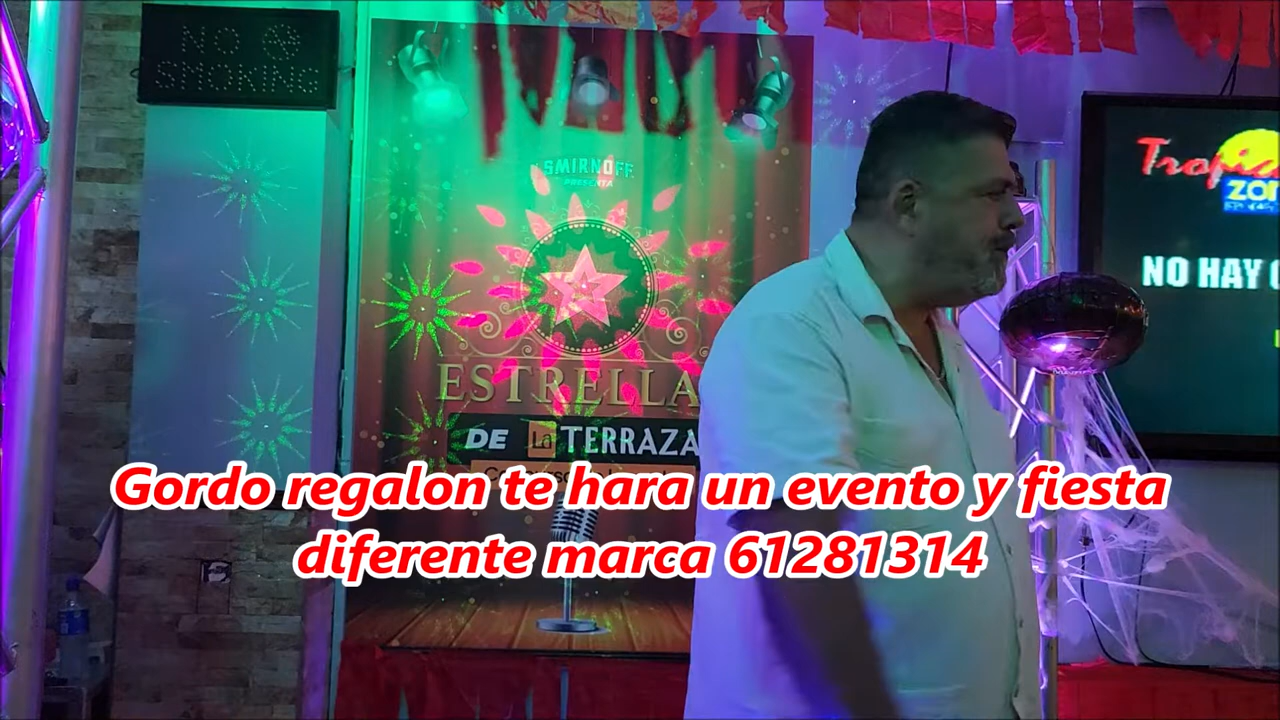 NO
SMOKING
SMIRNOFF
PRESENTA
ESTRELLA
DE La TERRAZA
NO HAY
Gordo regalon te hara un evento y fiesta
diferente marca 61281314